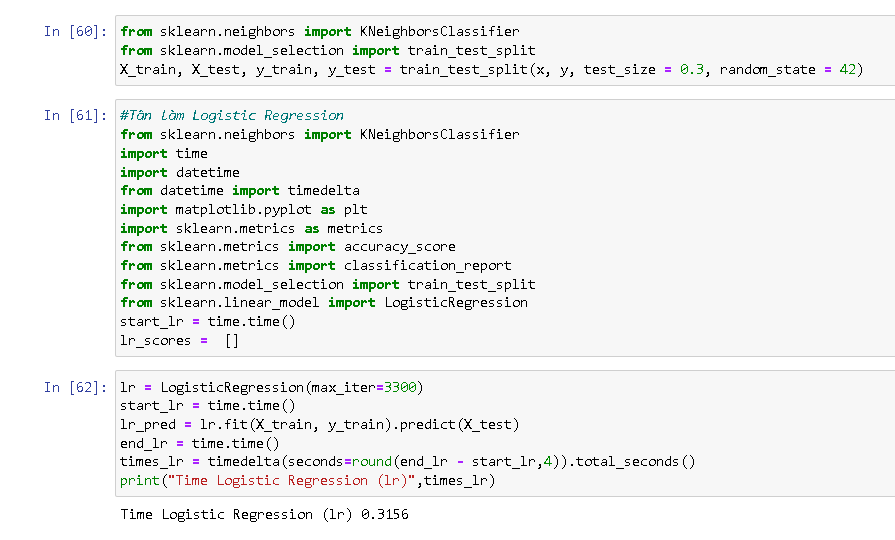 In [60]: from sklearn.neighbors import KNeighborsClassifier
from sklearn.model_selection import train_test_split
X_train, X_test, y_train, y_test = train_test_split(x, y, test_size = 0.3, random_state = 42)
In [61]: #Tân làm Logistic Regression
from sklearn.neighbors import KNeighborsClassifier
import time
import datetime
from datetime import timedelta
import matplotlib.pyplot as plt
import sklearn.metrics as metrics
from sklearn.metrics import accuracy_score
from sklearn.metrics import classification_report
from sklearn.model_selection import train_test_split
from sklearn.linear_model import LogisticRegression
start_lr = time.time()
lr_scores =  []
In [62]: lr = LogisticRegression(max_iter=3300)
start_lr = time.time()
lr_pred = lr.fit(X_train, y_train).predict(X_test)
end_lr = time.time()
times_lr = timedelta(seconds=round(end_lr - start_lr,4)).total_seconds()
print("Time Logistic Regression (lr)",times_lr)
Time Logistic Regression (lr) 0.3156